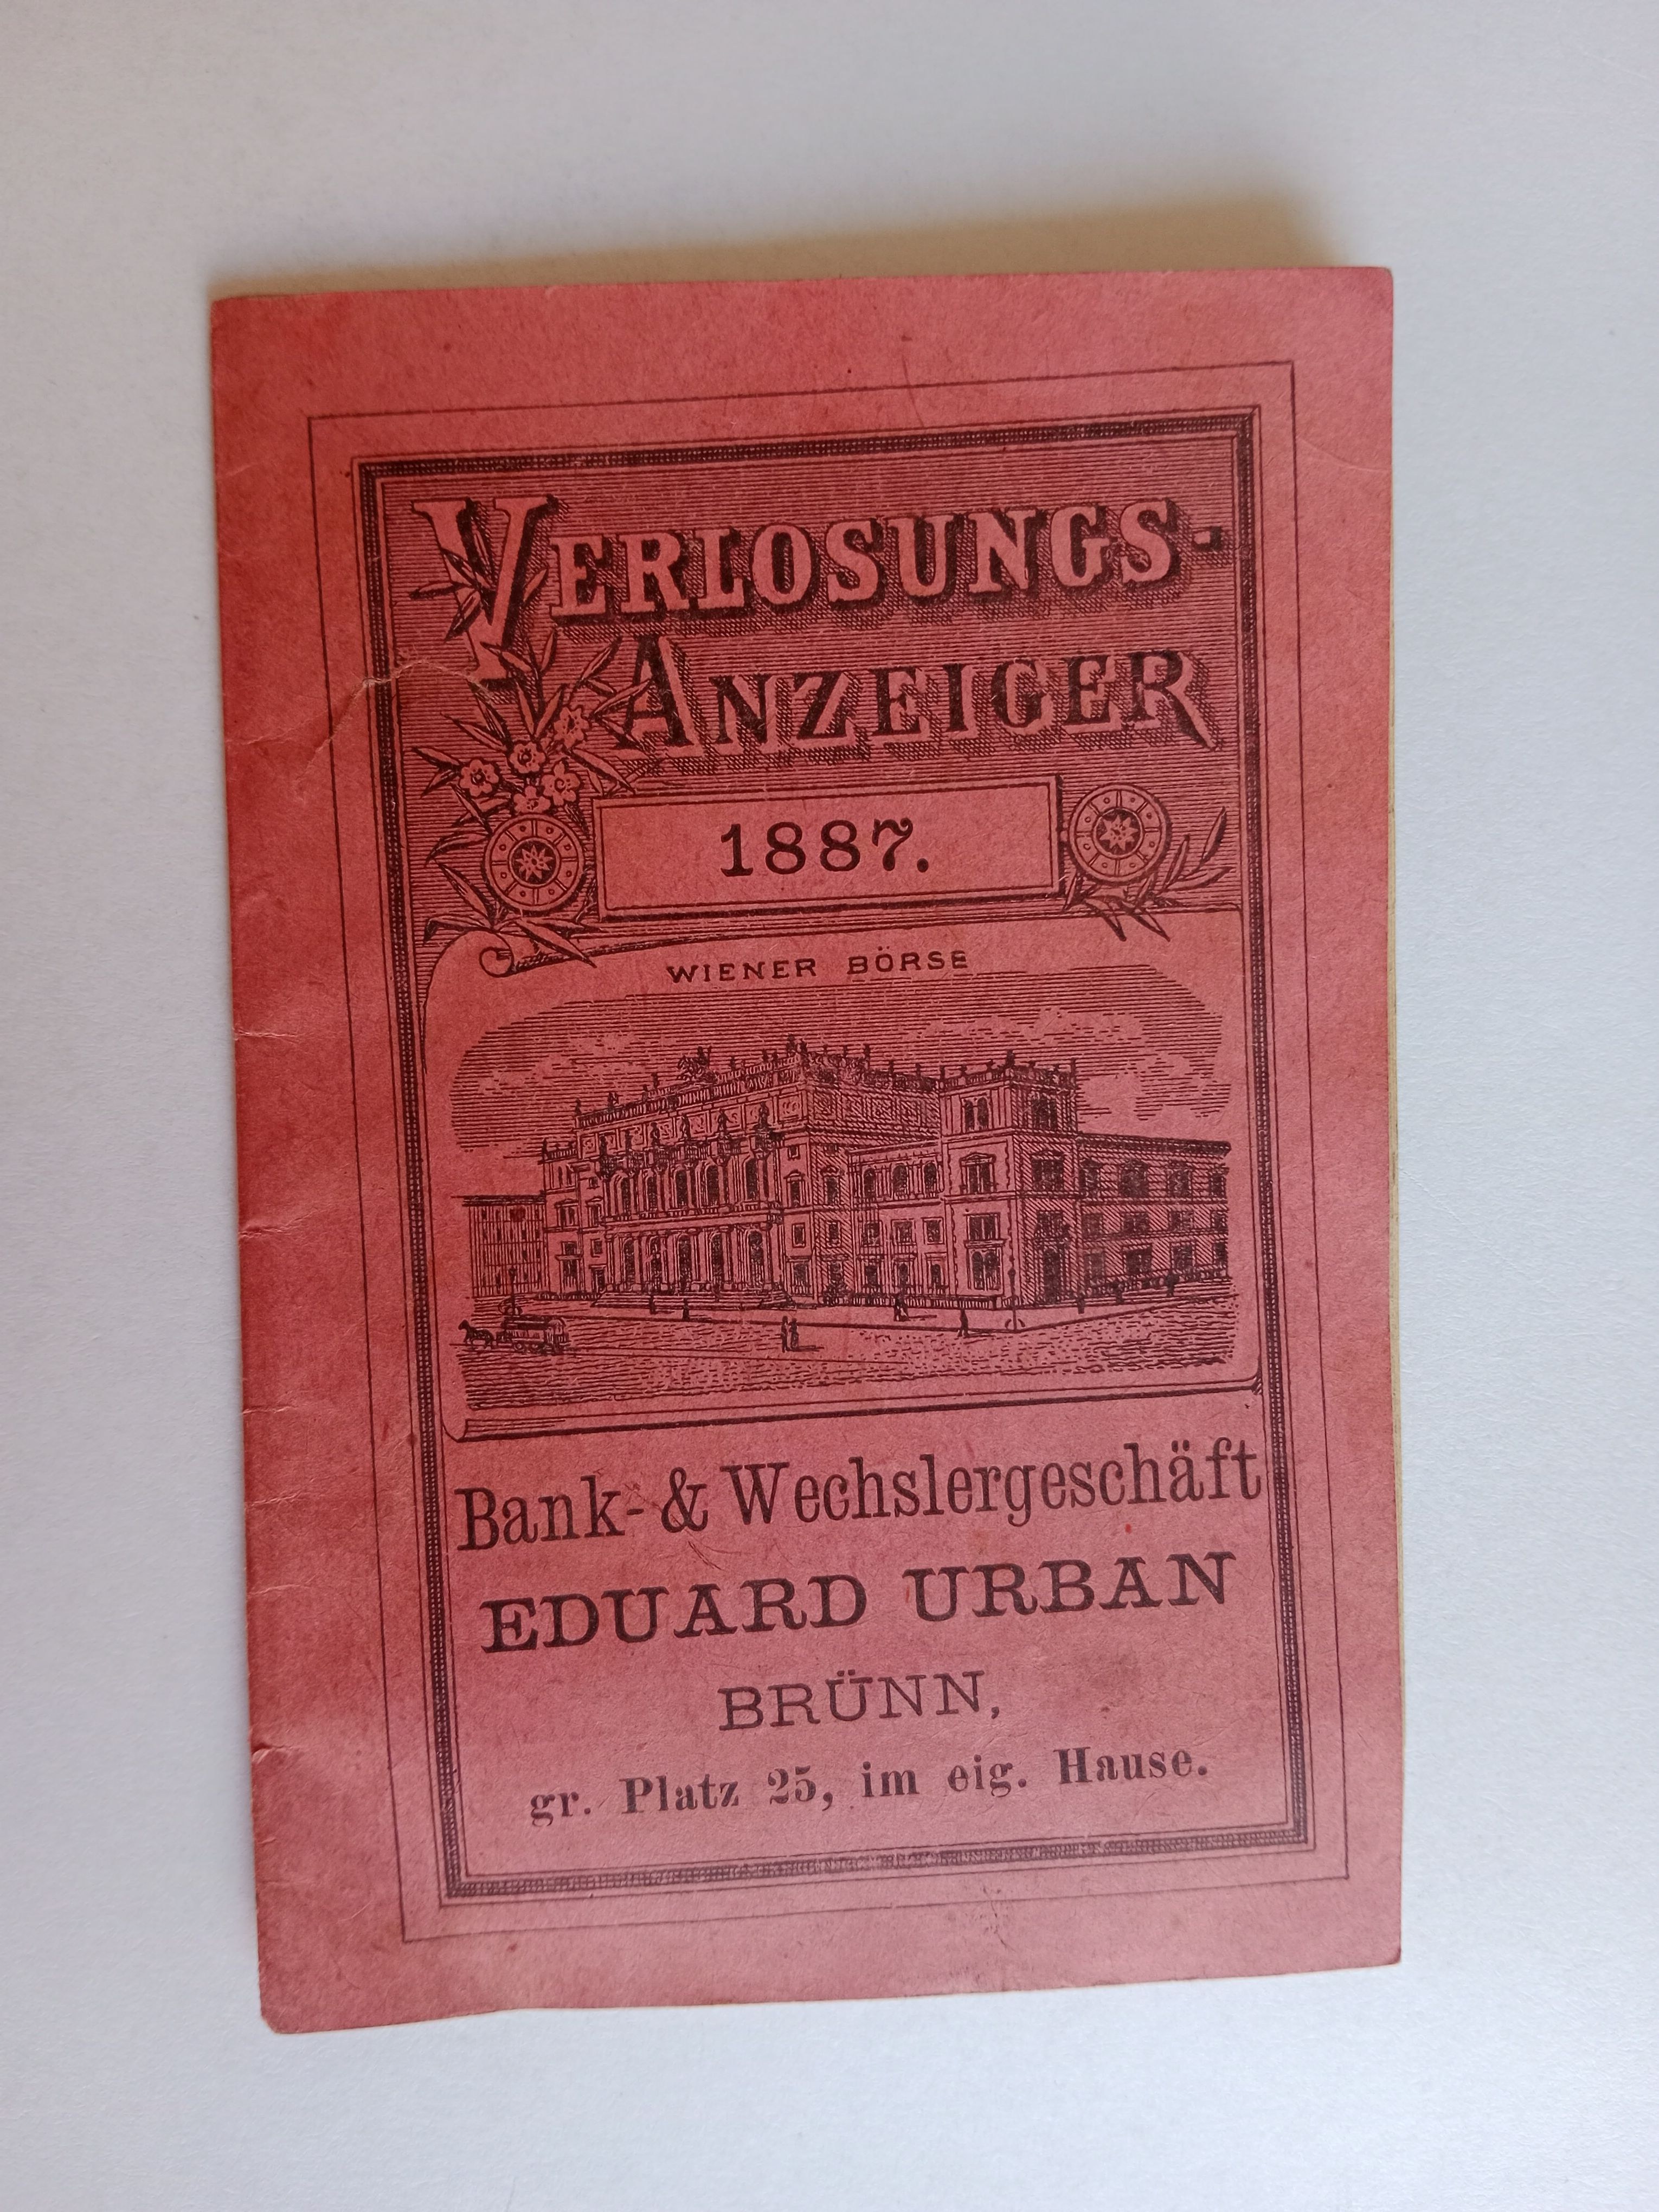 VERLOSUNGS-
ANZEIGER
1887.
WIENER BÖRSE
Bank- & Wechslergeschäft
EDUARD URBAN
BRÜNN,
gr. Platz 25, im eig. Hause.